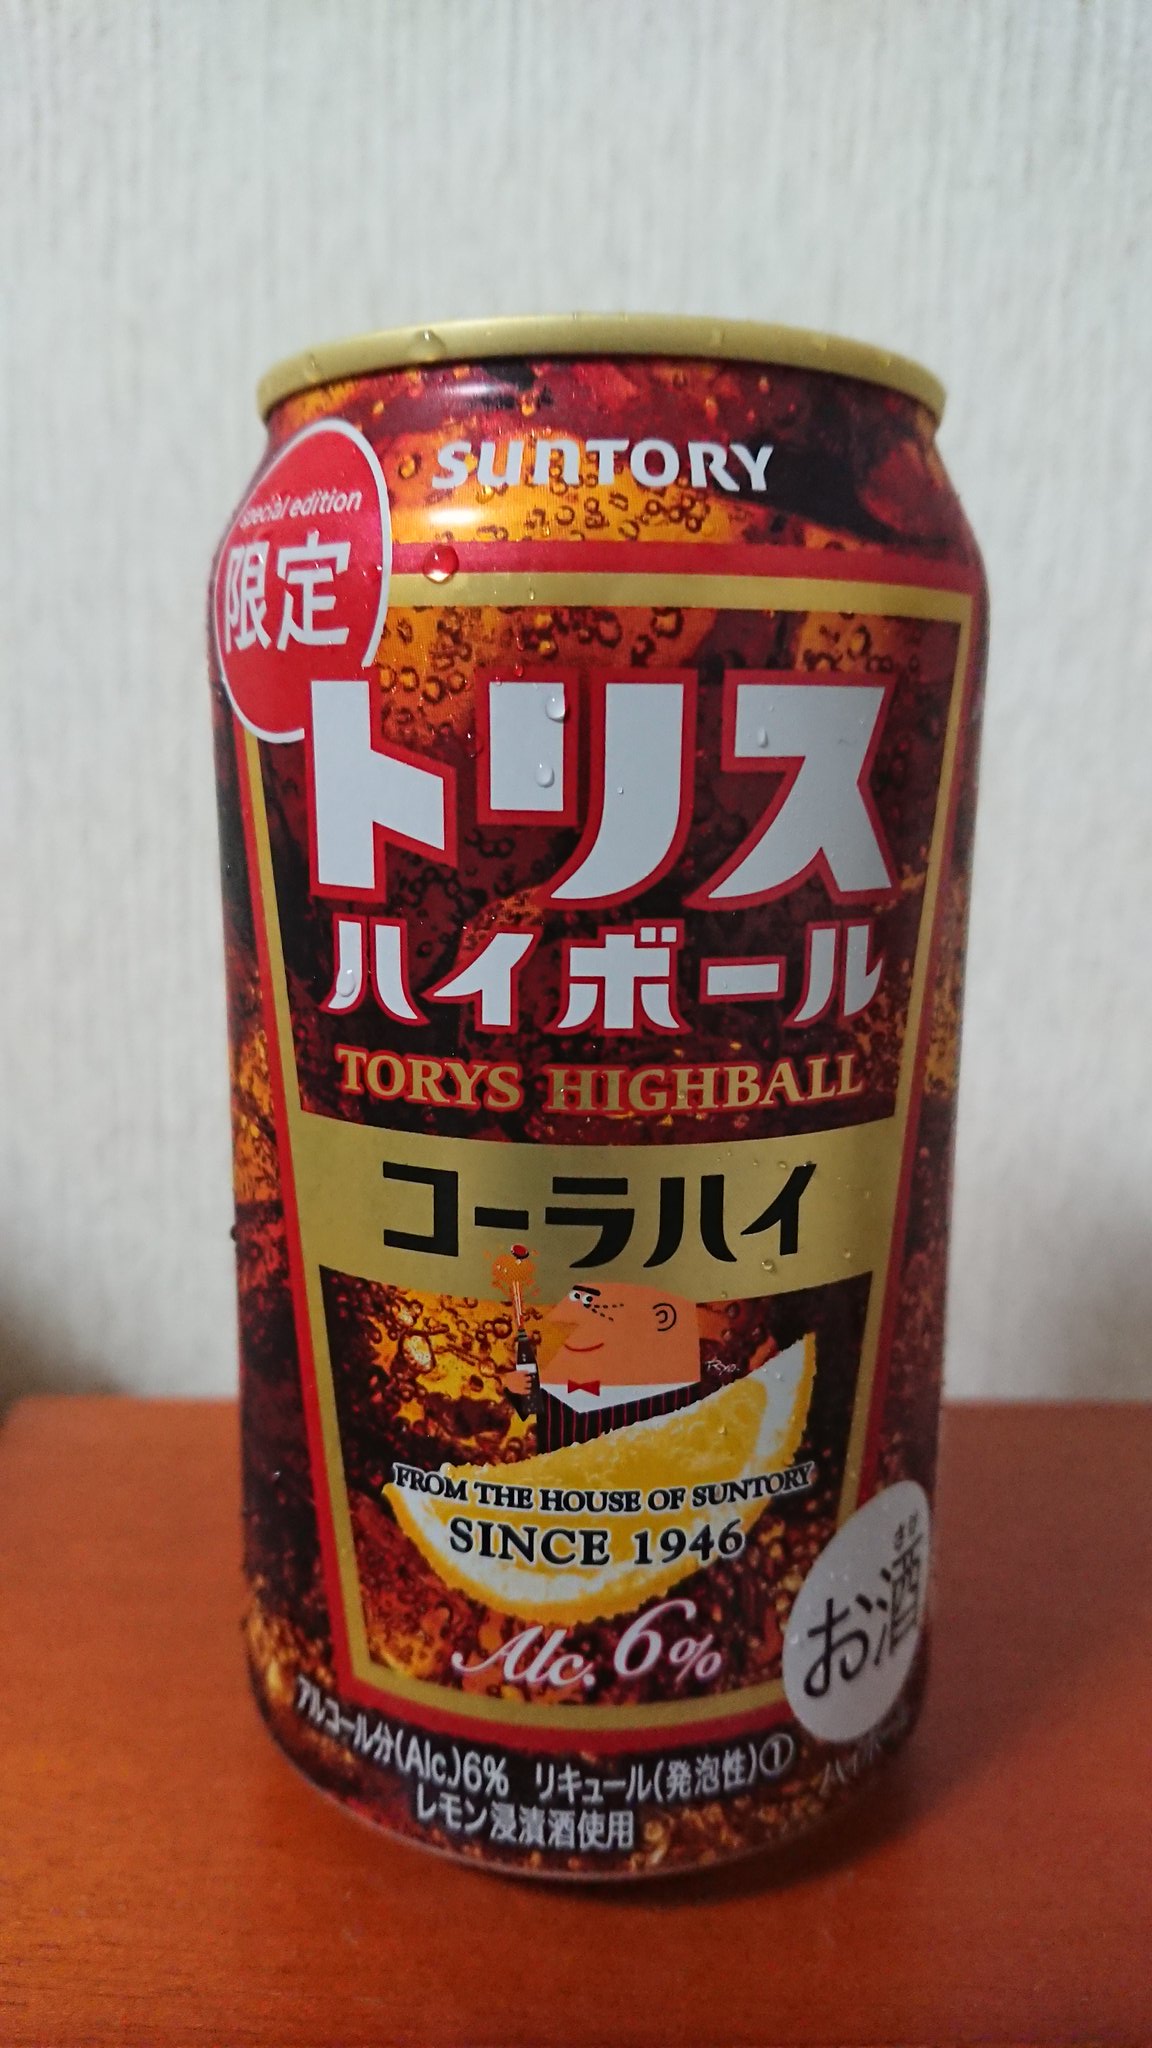 SUNTORY
special edition
限定
トリス
ハイボール
TORYS HIGHBALL
コーラハイ
FROM THE HOUSE OF SUNTORY
SINCE 1946
Alc. 6%
お酒
アルコール分(Alc.)6% リキュール(発泡性)①
レモン浸漬酒使用